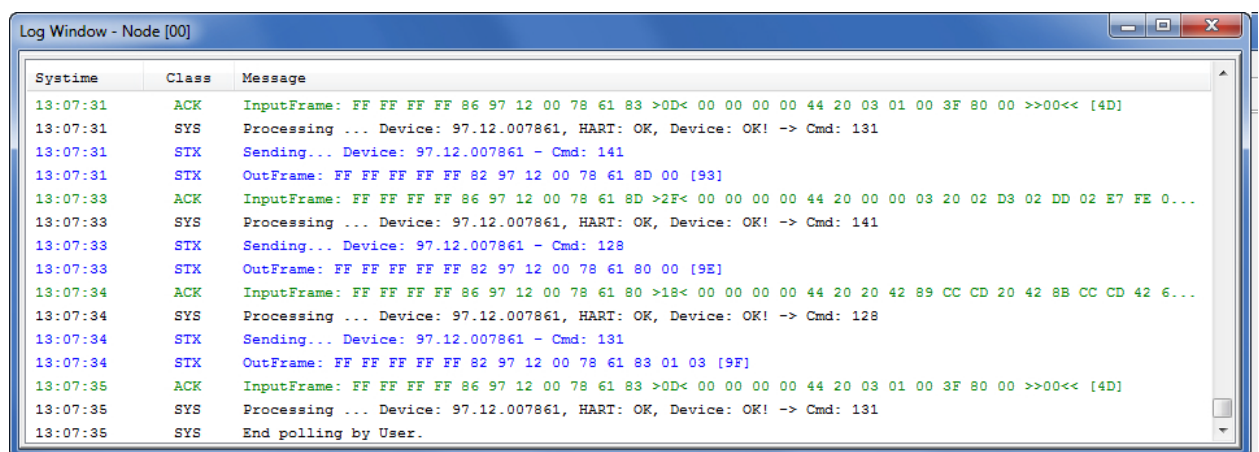 Log Window - Node [00]
Systime Class Message
13:07:31 ACK InputFrame: FF FF FF FF 86 97 12 00 78 61 83 >0D< 00 00 00 00 44 20 03 01 00 3F 80 00 >>00<< [4D]
13:07:31 SYS Processing ... Device: 97.12.007861, HART: OK, Device: OK! -> Cmd: 131
13:07:31 STX Sending... Device: 97.12.007861 - Cmd: 141
13:07:31 STX OutFrame: FF FF FF FF FF 82 97 12 00 78 61 8D 00 [93]
13:07:33 ACK InputFrame: FF FF FF FF 86 97 12 00 78 61 8D >2F< 00 00 00 00 44 20 00 00 03 20 02 D3 02 DD 02 E7 FE 0...
13:07:33 SYS Processing ... Device: 97.12.007861, HART: OK, Device: OK! -> Cmd: 141
13:07:33 STX Sending... Device: 97.12.007861 - Cmd: 128
13:07:33 STX OutFrame: FF FF FF FF FF 82 97 12 00 78 61 80 00 [9E]
13:07:34 ACK InputFrame: FF FF FF FF 86 97 12 00 78 61 80 >18< 00 00 00 00 44 20 20 42 89 CC CD 20 42 8B CC CD 42 6...
13:07:34 SYS Processing ... Device: 97.12.007861, HART: OK, Device: OK! -> Cmd: 128
13:07:34 STX Sending... Device: 97.12.007861 - Cmd: 131
13:07:34 STX OutFrame: FF FF FF FF FF 82 97 12 00 78 61 83 01 03 [9F]
13:07:35 ACK InputFrame: FF FF FF FF 86 97 12 00 78 61 83 >0D< 00 00 00 00 44 20 03 01 00 3F 80 00 >>00<< [4D]
13:07:35 SYS Processing ... Device: 97.12.007861, HART: OK, Device: OK! -> Cmd: 131
13:07:35 SYS End polling by User.